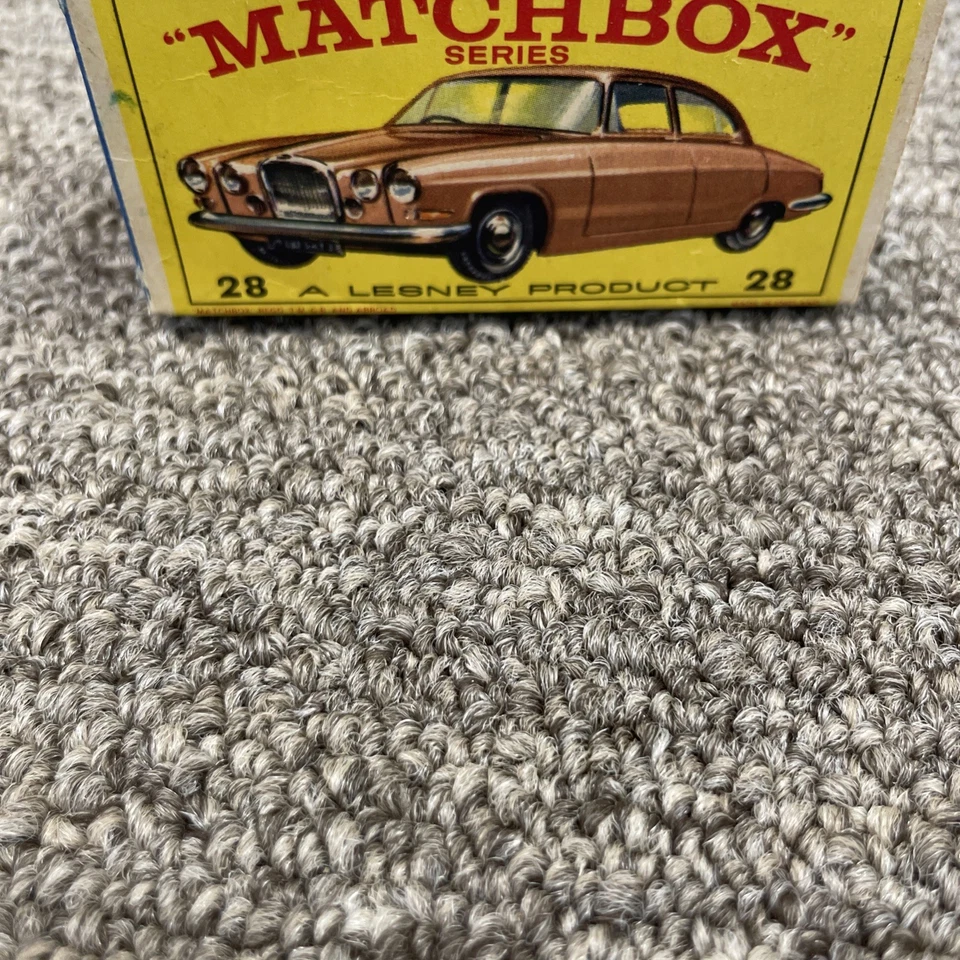 "MATCHBOX"
SERIES
28 A LESNEY PRODUCT 28